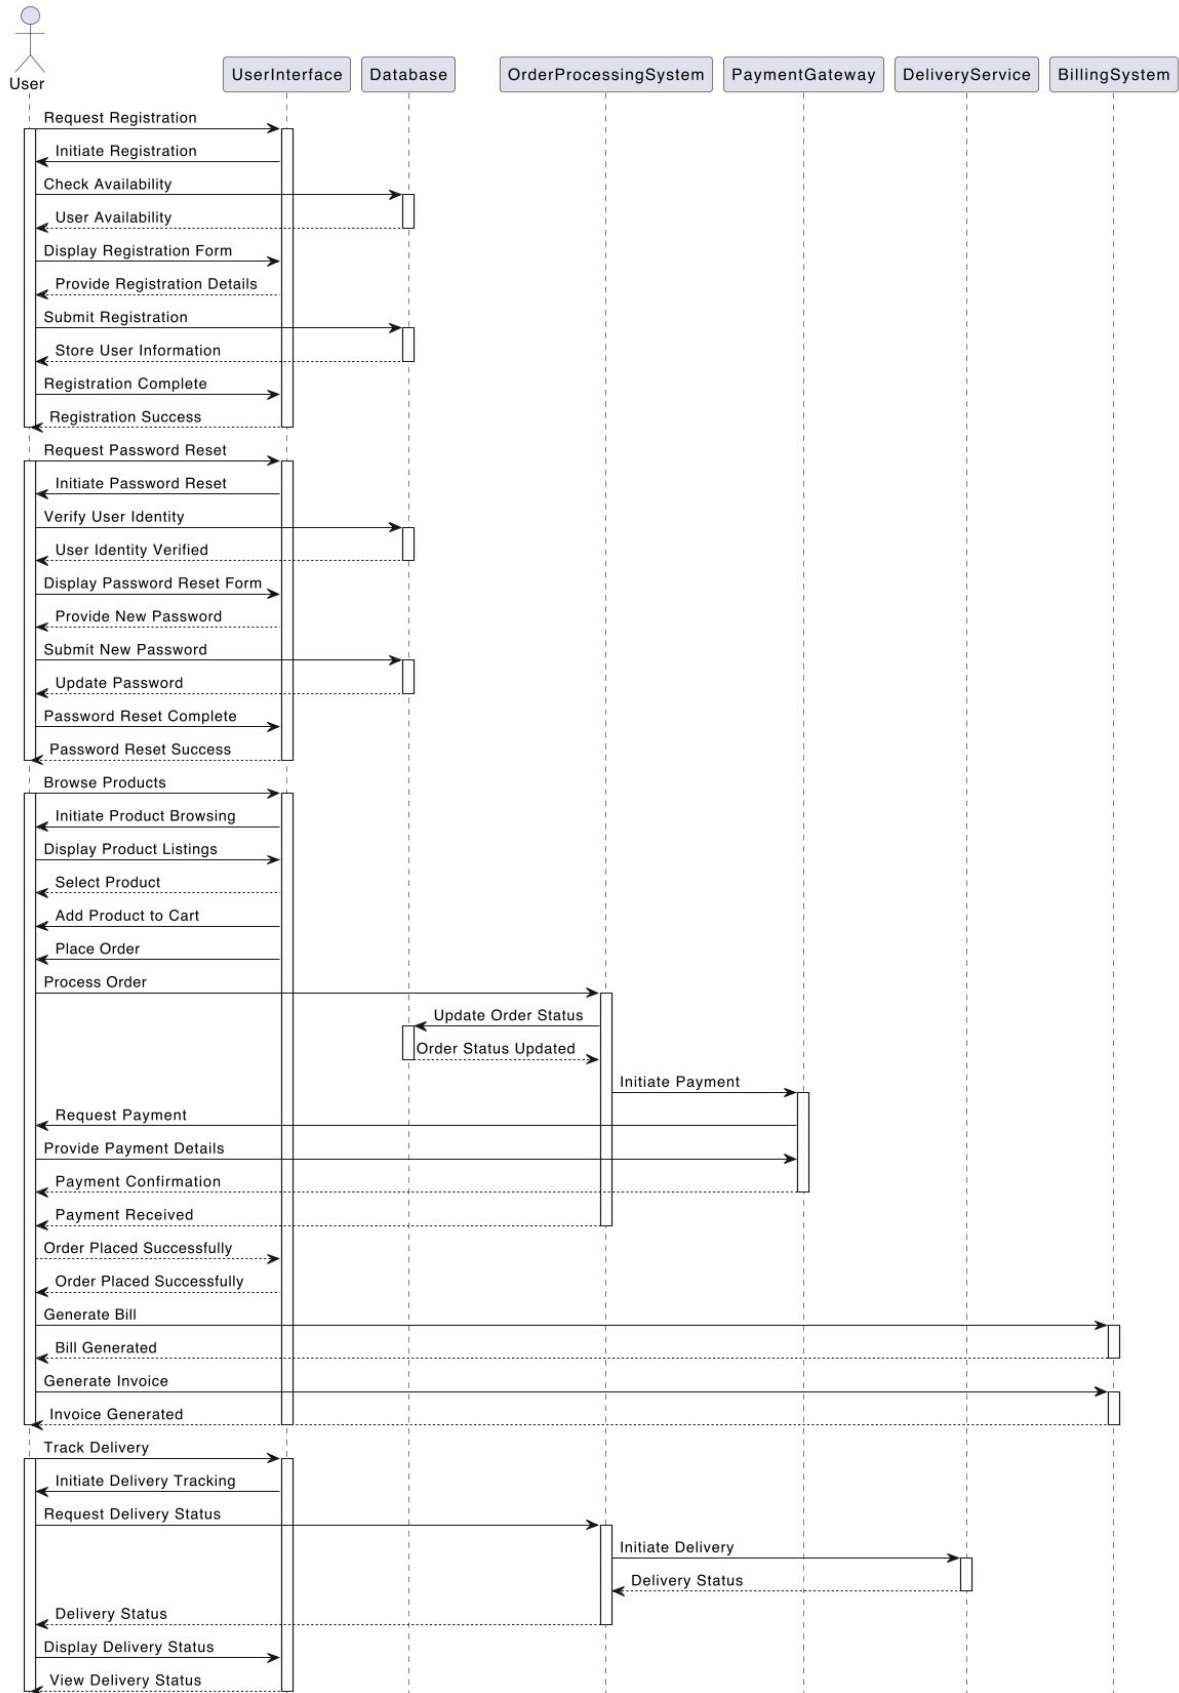 User
UserInterface
Database
OrderProcessingSystem
PaymentGateway
DeliveryService
BillingSystem
Request Registration
Initiate Registration
Check Availability
User Availability
Display Registration Form
Provide Registration Details
Submit Registration
Store User Information
Registration Complete
Registration Success
Request Password Reset
Initiate Password Reset
Verify User Identity
User Identity Verified
Display Password Reset Form
Provide New Password
Submit New Password
Update Password
Password Reset Complete
Password Reset Success
Browse Products
Initiate Product Browsing
Display Product Listings
Select Product
Add Product to Cart
Place Order
Process Order
Update Order Status
Order Status Updated
Initiate Payment
Request Payment
Provide Payment Details
Payment Confirmation
Payment Received
Order Placed Successfully
Order Placed Successfully
Generate Bill
Bill Generated
Generate Invoice
Invoice Generated
Track Delivery
Initiate Delivery Tracking
Request Delivery Status
Initiate Delivery
Delivery Status
Delivery Status
Display Delivery Status
View Delivery Status